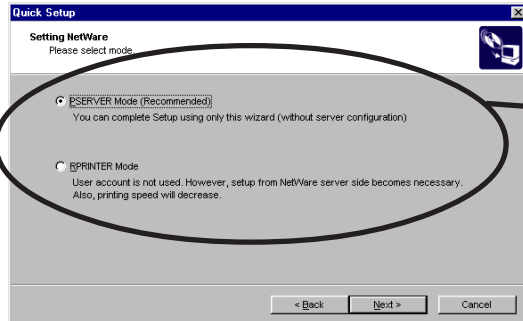 Quick Setup
Setting NetWare
Please select mode.
PSERVER Mode (Recommended)
You can complete Setup using only this wizard (without server configuration)
RPRINTER Mode
User account is not used. However, setup from NetWare server side becomes necessary.
Also, printing speed will decrease.
< Back
Next >
Cancel